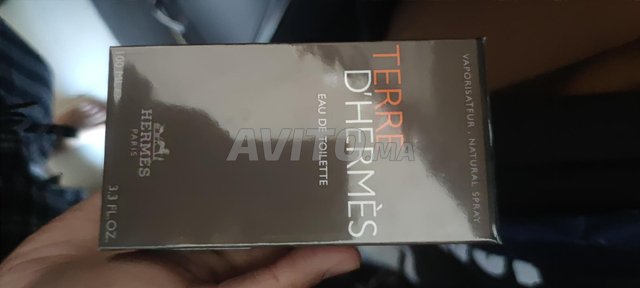 VAPORISATEUR . NATURAL SPRAY
TERRE
D'HERMÈS
EAU DE TOILETTE
HERMÈS
PARIS
3.3 FL.OZ.
AVITO.MA